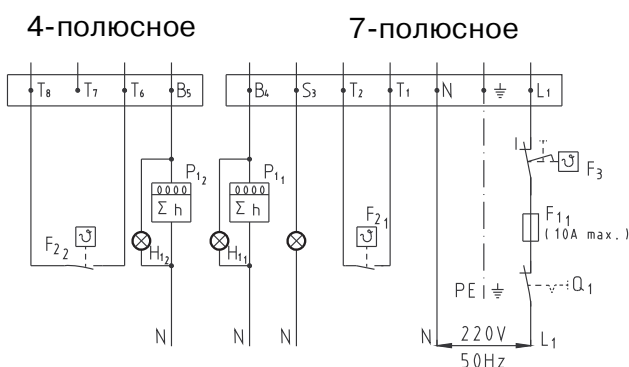 4-полюсное 7-полюсное
T8 T7 T6 B5 B4 S3 T2 T1 N L1
P12 P11 F3
0000 0000
Σ h Σ h F11
(10A max.)
F22 H12 H11 F21
PE Q1
N N N N 220V L1
50Hz